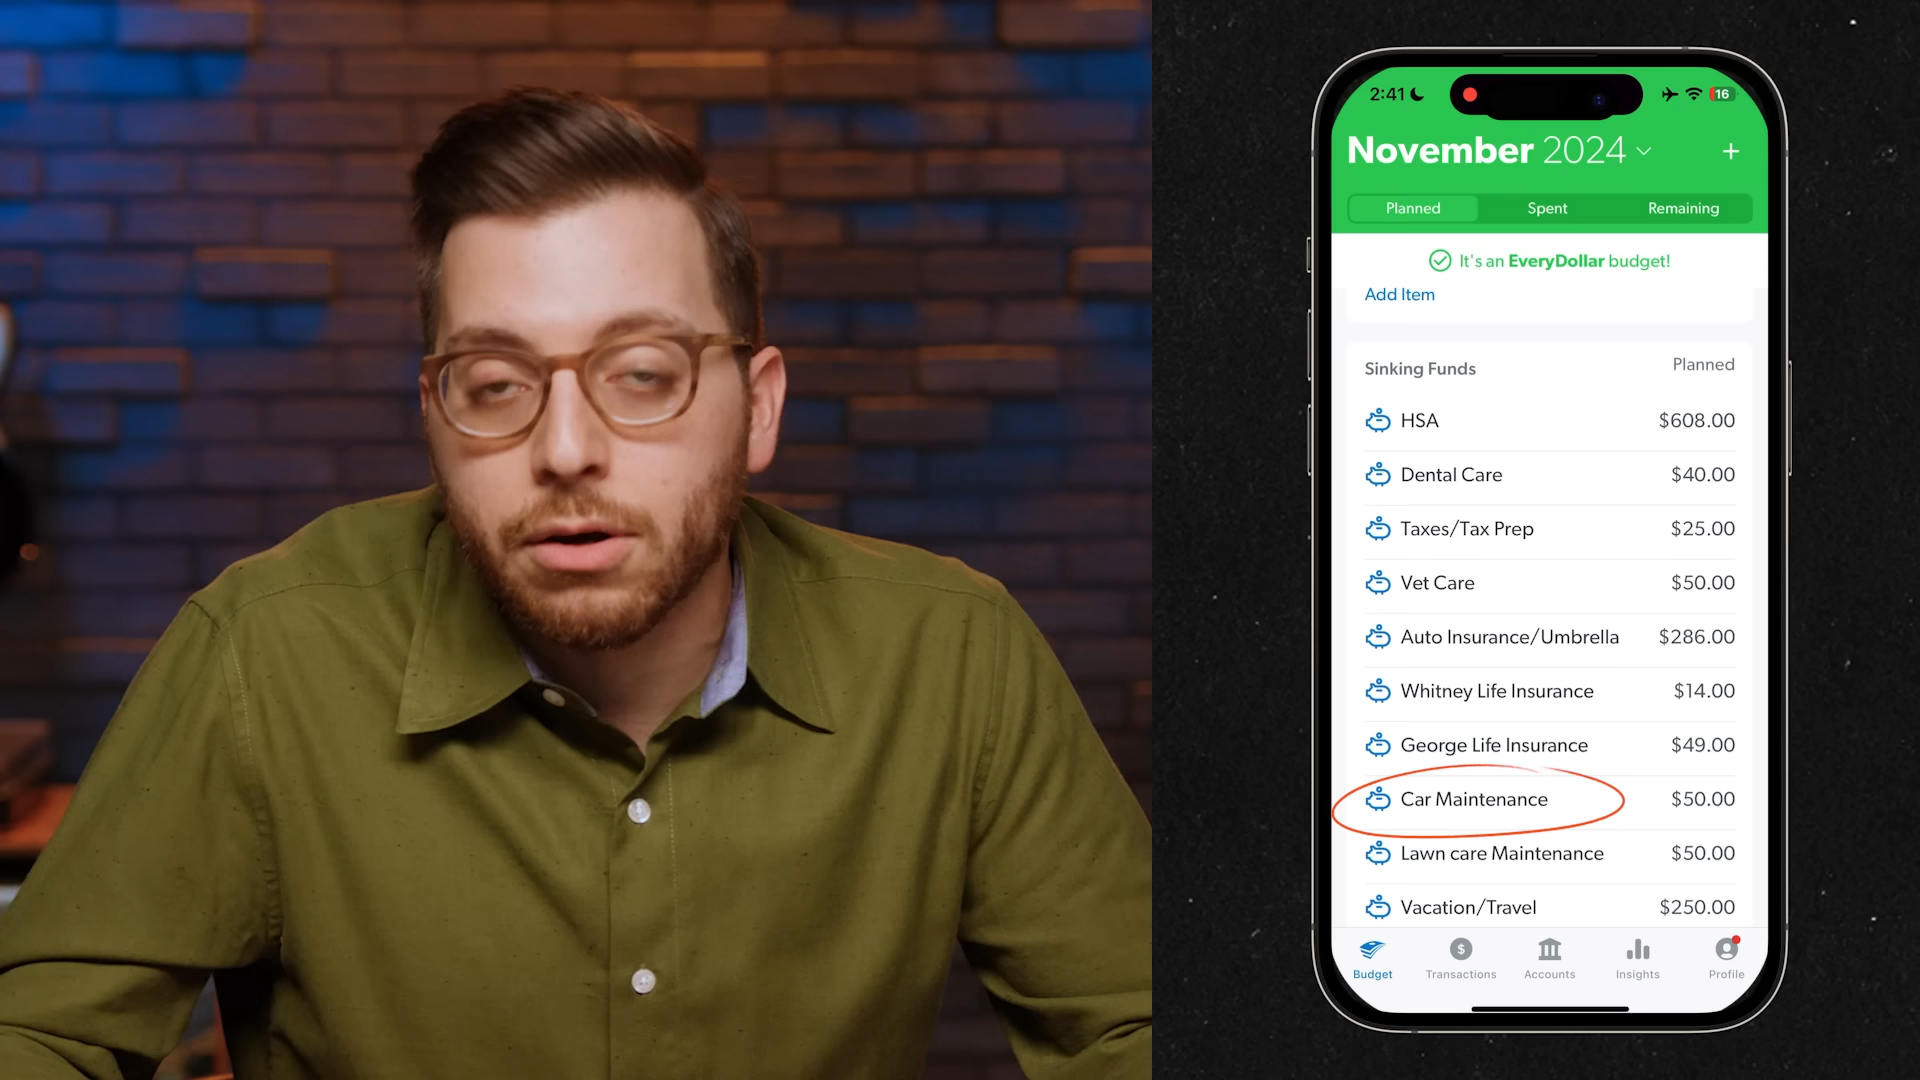 2:41
16
November 2024
Planned Spent Remaining
It's an EveryDollar budget!
Add Item
Sinking Funds Planned
HSA $608.00
Dental Care $40.00
Taxes/Tax Prep $25.00
Vet Care $50.00
Auto Insurance/Umbrella $286.00
Whitney Life Insurance $14.00
George Life Insurance $49.00
Car Maintenance $50.00
Lawn care Maintenance $50.00
Vacation/Travel $250.00
Budget Transactions Accounts Insights Profile